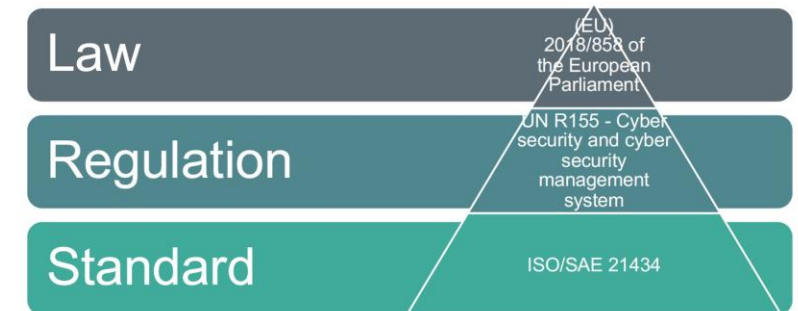 Law
(EU)
2018/858 of
the European
Parliament
Regulation
UN R155 - Cyber
security and cyber
security
management
system
Standard
ISO/SAE 21434